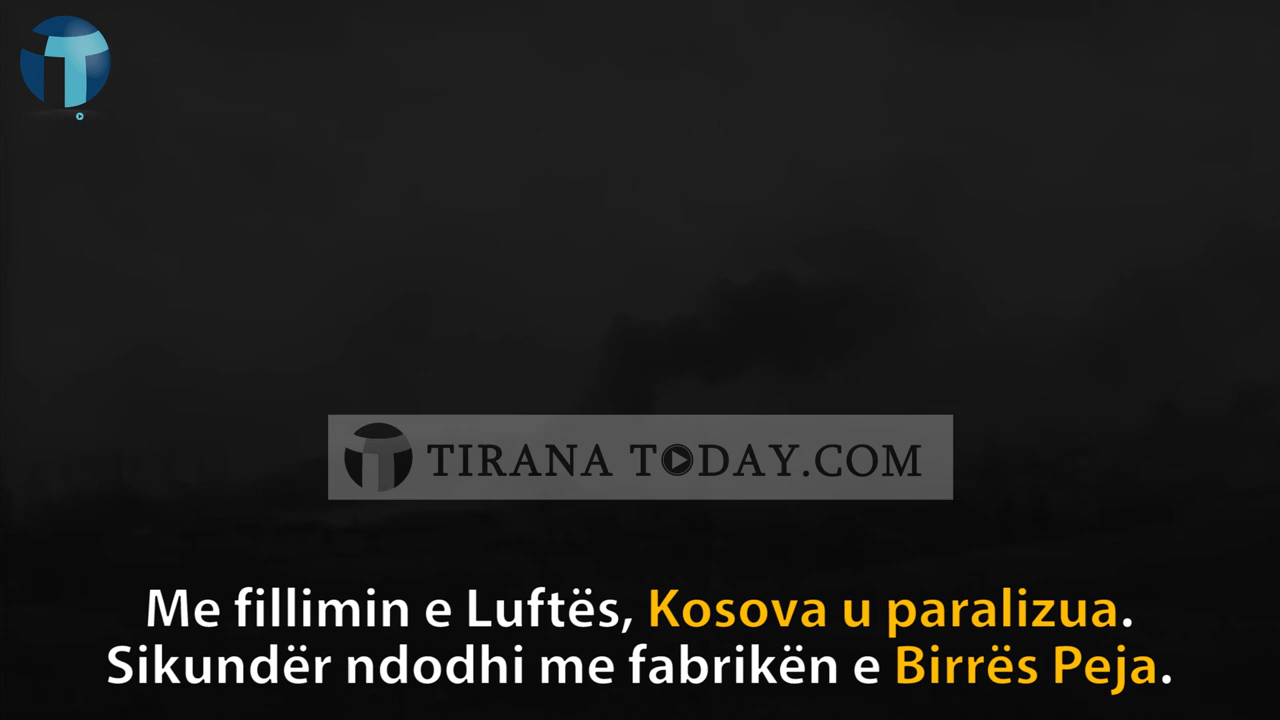 TIRANA TODAY.COM
Me fillimin e Luftës, Kosova u paralizua.
Sikundër ndodhi me fabrikën e Birrës Peja.